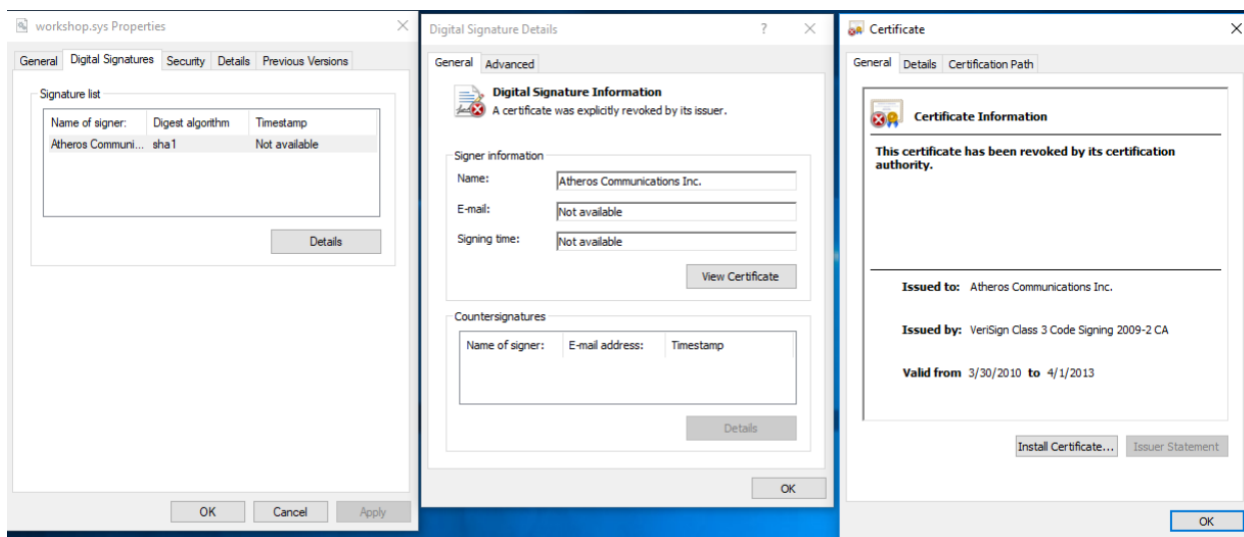 workshop.sys Properties
General Digital Signatures Security Details Previous Versions
Signature list
Name of signer: Digest algorithm Timestamp
Atheros Communi... sha1 Not available
Details
OK Cancel Apply
Digital Signature Details ?
General Advanced
Digital Signature Information
A certificate was explicitly revoked by its issuer.
Signer information
Name: Atheros Communications Inc.
E-mail: Not available
Signing time: Not available
View Certificate
Countersignatures
Name of signer: E-mail address: Timestamp
Details
OK
Certificate
General Details Certification Path
Certificate Information
This certificate has been revoked by its certification
authority.
Issued to: Atheros Communications Inc.
Issued by: VeriSign Class 3 Code Signing 2009-2 CA
Valid from 3/30/2010 to 4/1/2013
Install Certificate... Issuer Statement
OK